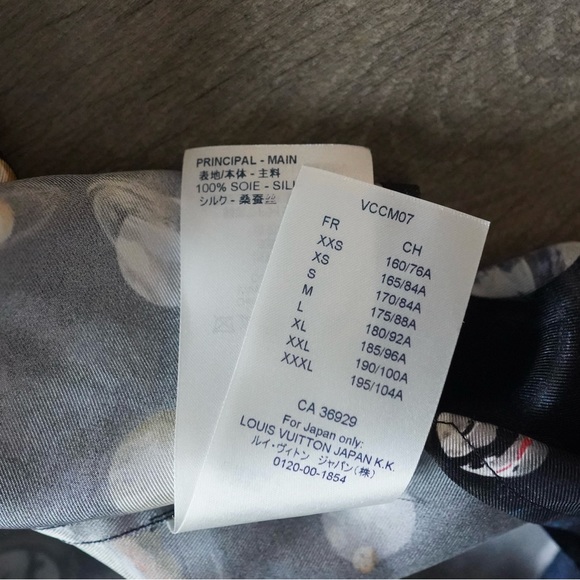 PRINCIPAL - MAIN
表地/本体 - 主料
100% SOIE - SIL
シルク - 桑蚕丝
VCCM07
FR CH
XXS 160/76A
XS 165/84A
S 170/84A
M 175/88A
L 180/92A
XL 185/96A
XXL 190/100A
XXXL 195/104A
CA 36929
For Japan only:
LOUIS VUITTON JAPAN K.K.
ルイ・ヴィトン ジャパン(株)
0120-00-1854